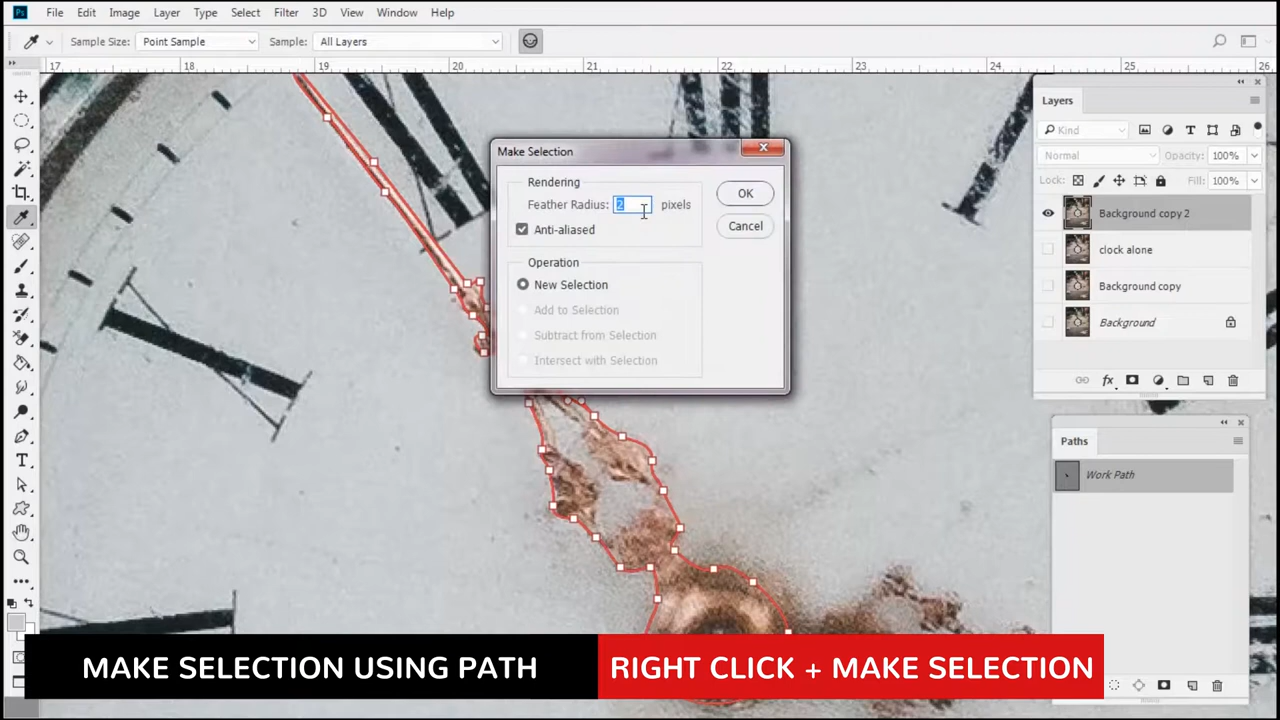 Ps File Edit Image Layer Type Select Filter 3D View Window Help
Sample Size: Point Sample Sample: All Layers
17 18 19 20 21 22 23 24 25 26
Make Selection
Rendering
Feather Radius: 2 pixels
Anti-aliased
OK
Cancel
Operation
New Selection
Add to Selection
Subtract from Selection
Intersect with Selection
Layers
Kind
Normal Opacity: 100%
Lock: Fill: 100%
Background copy 2
clock alone
Background copy
Background
fx
Paths
Work Path
MAKE SELECTION USING PATH
RIGHT CLICK + MAKE SELECTION